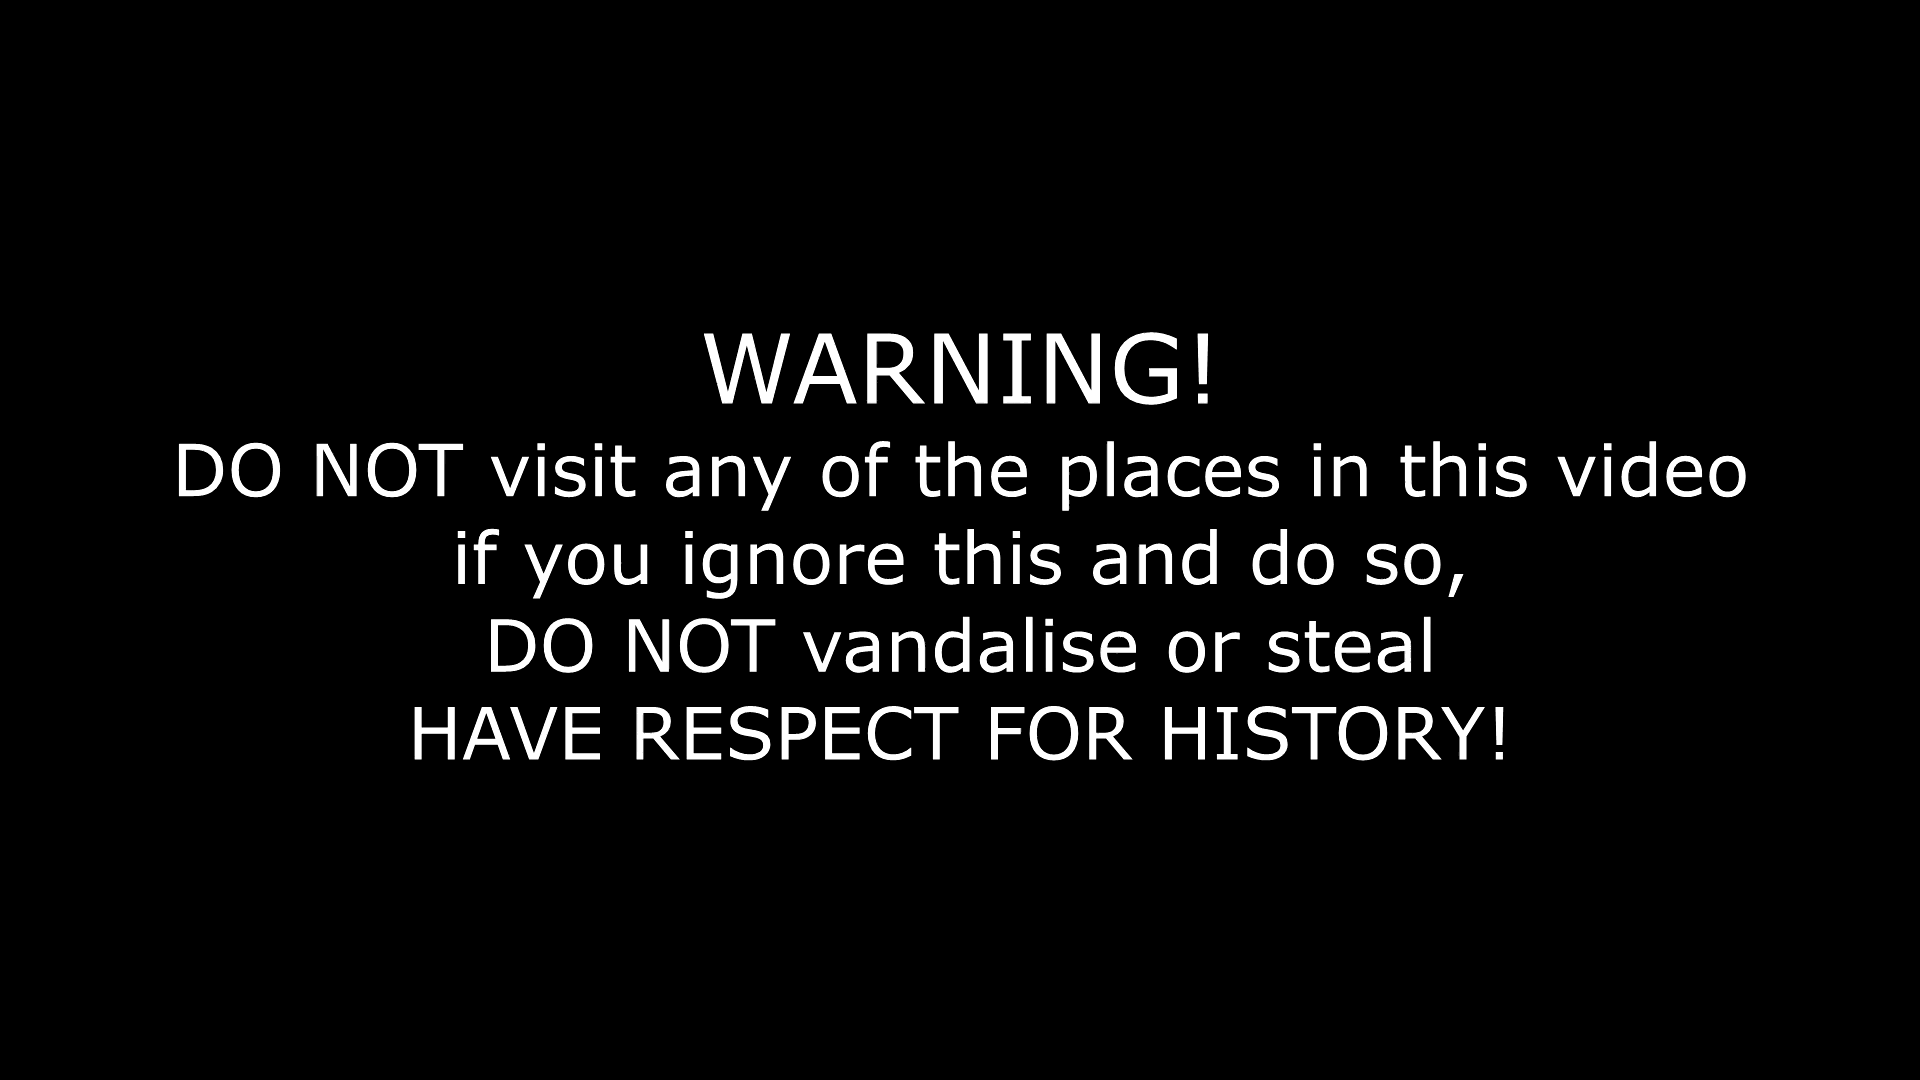 WARNING!
DO NOT visit any of the places in this video
if you ignore this and do so,
DO NOT vandalise or steal
HAVE RESPECT FOR HISTORY!